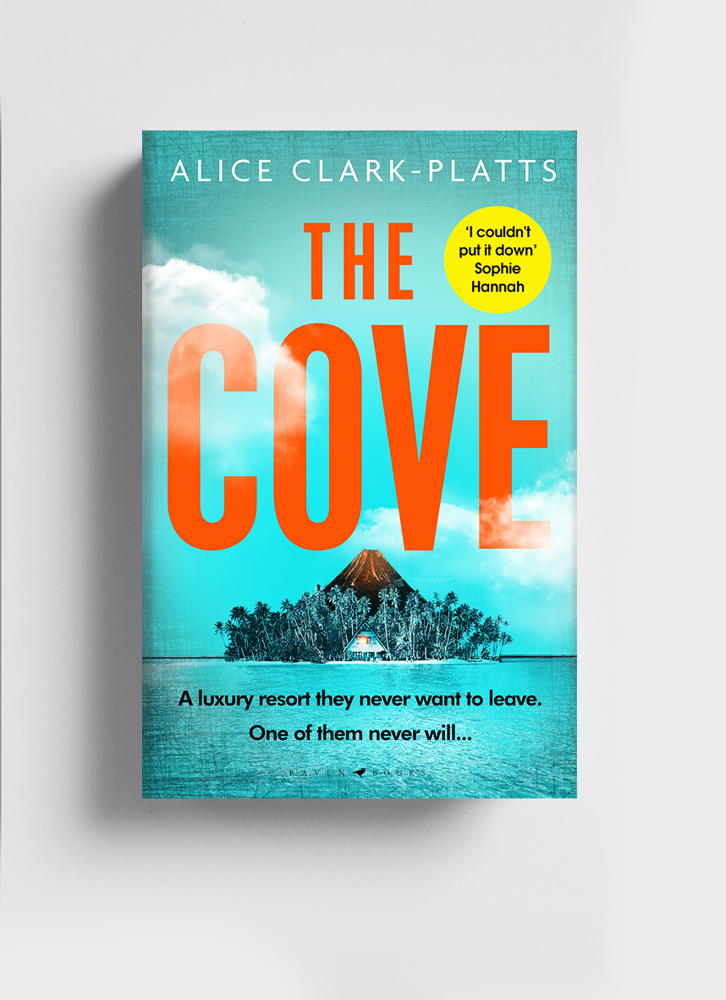 ALICE CLARK-PLATTS
THE
‘I couldn't
put it down’
Sophie
Hannah
COVE
A luxury resort they never want to leave.
One of them never will...
RAVEN BOOKS